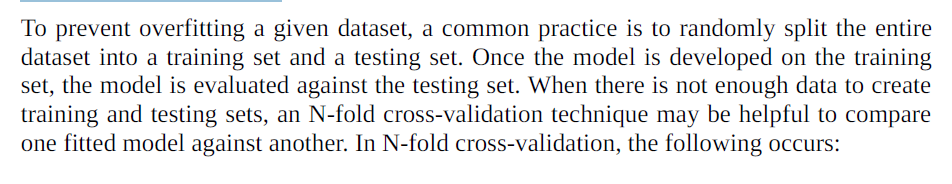 To prevent overfitting a given dataset, a common practice is to randomly split the entire
dataset into a training set and a testing set. Once the model is developed on the training
set, the model is evaluated against the testing set. When there is not enough data to create
training and testing sets, an N-fold cross-validation technique may be helpful to compare
one fitted model against another. In N-fold cross-validation, the following occurs: